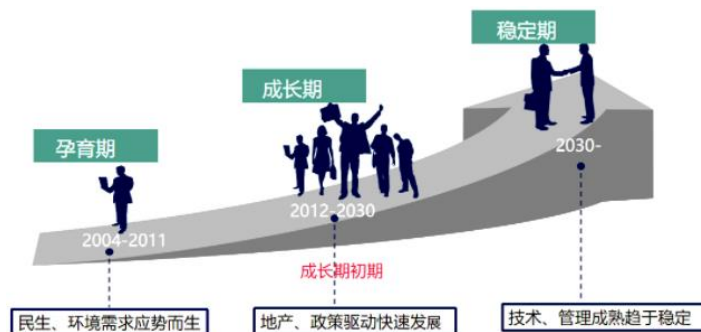 稳定期
成长期
孕育期
2030-
2012-2030
2004-2011
成长期初期
民生、环境需求应势而生
地产、政策驱动快速发展
技术、管理成熟趋于稳定